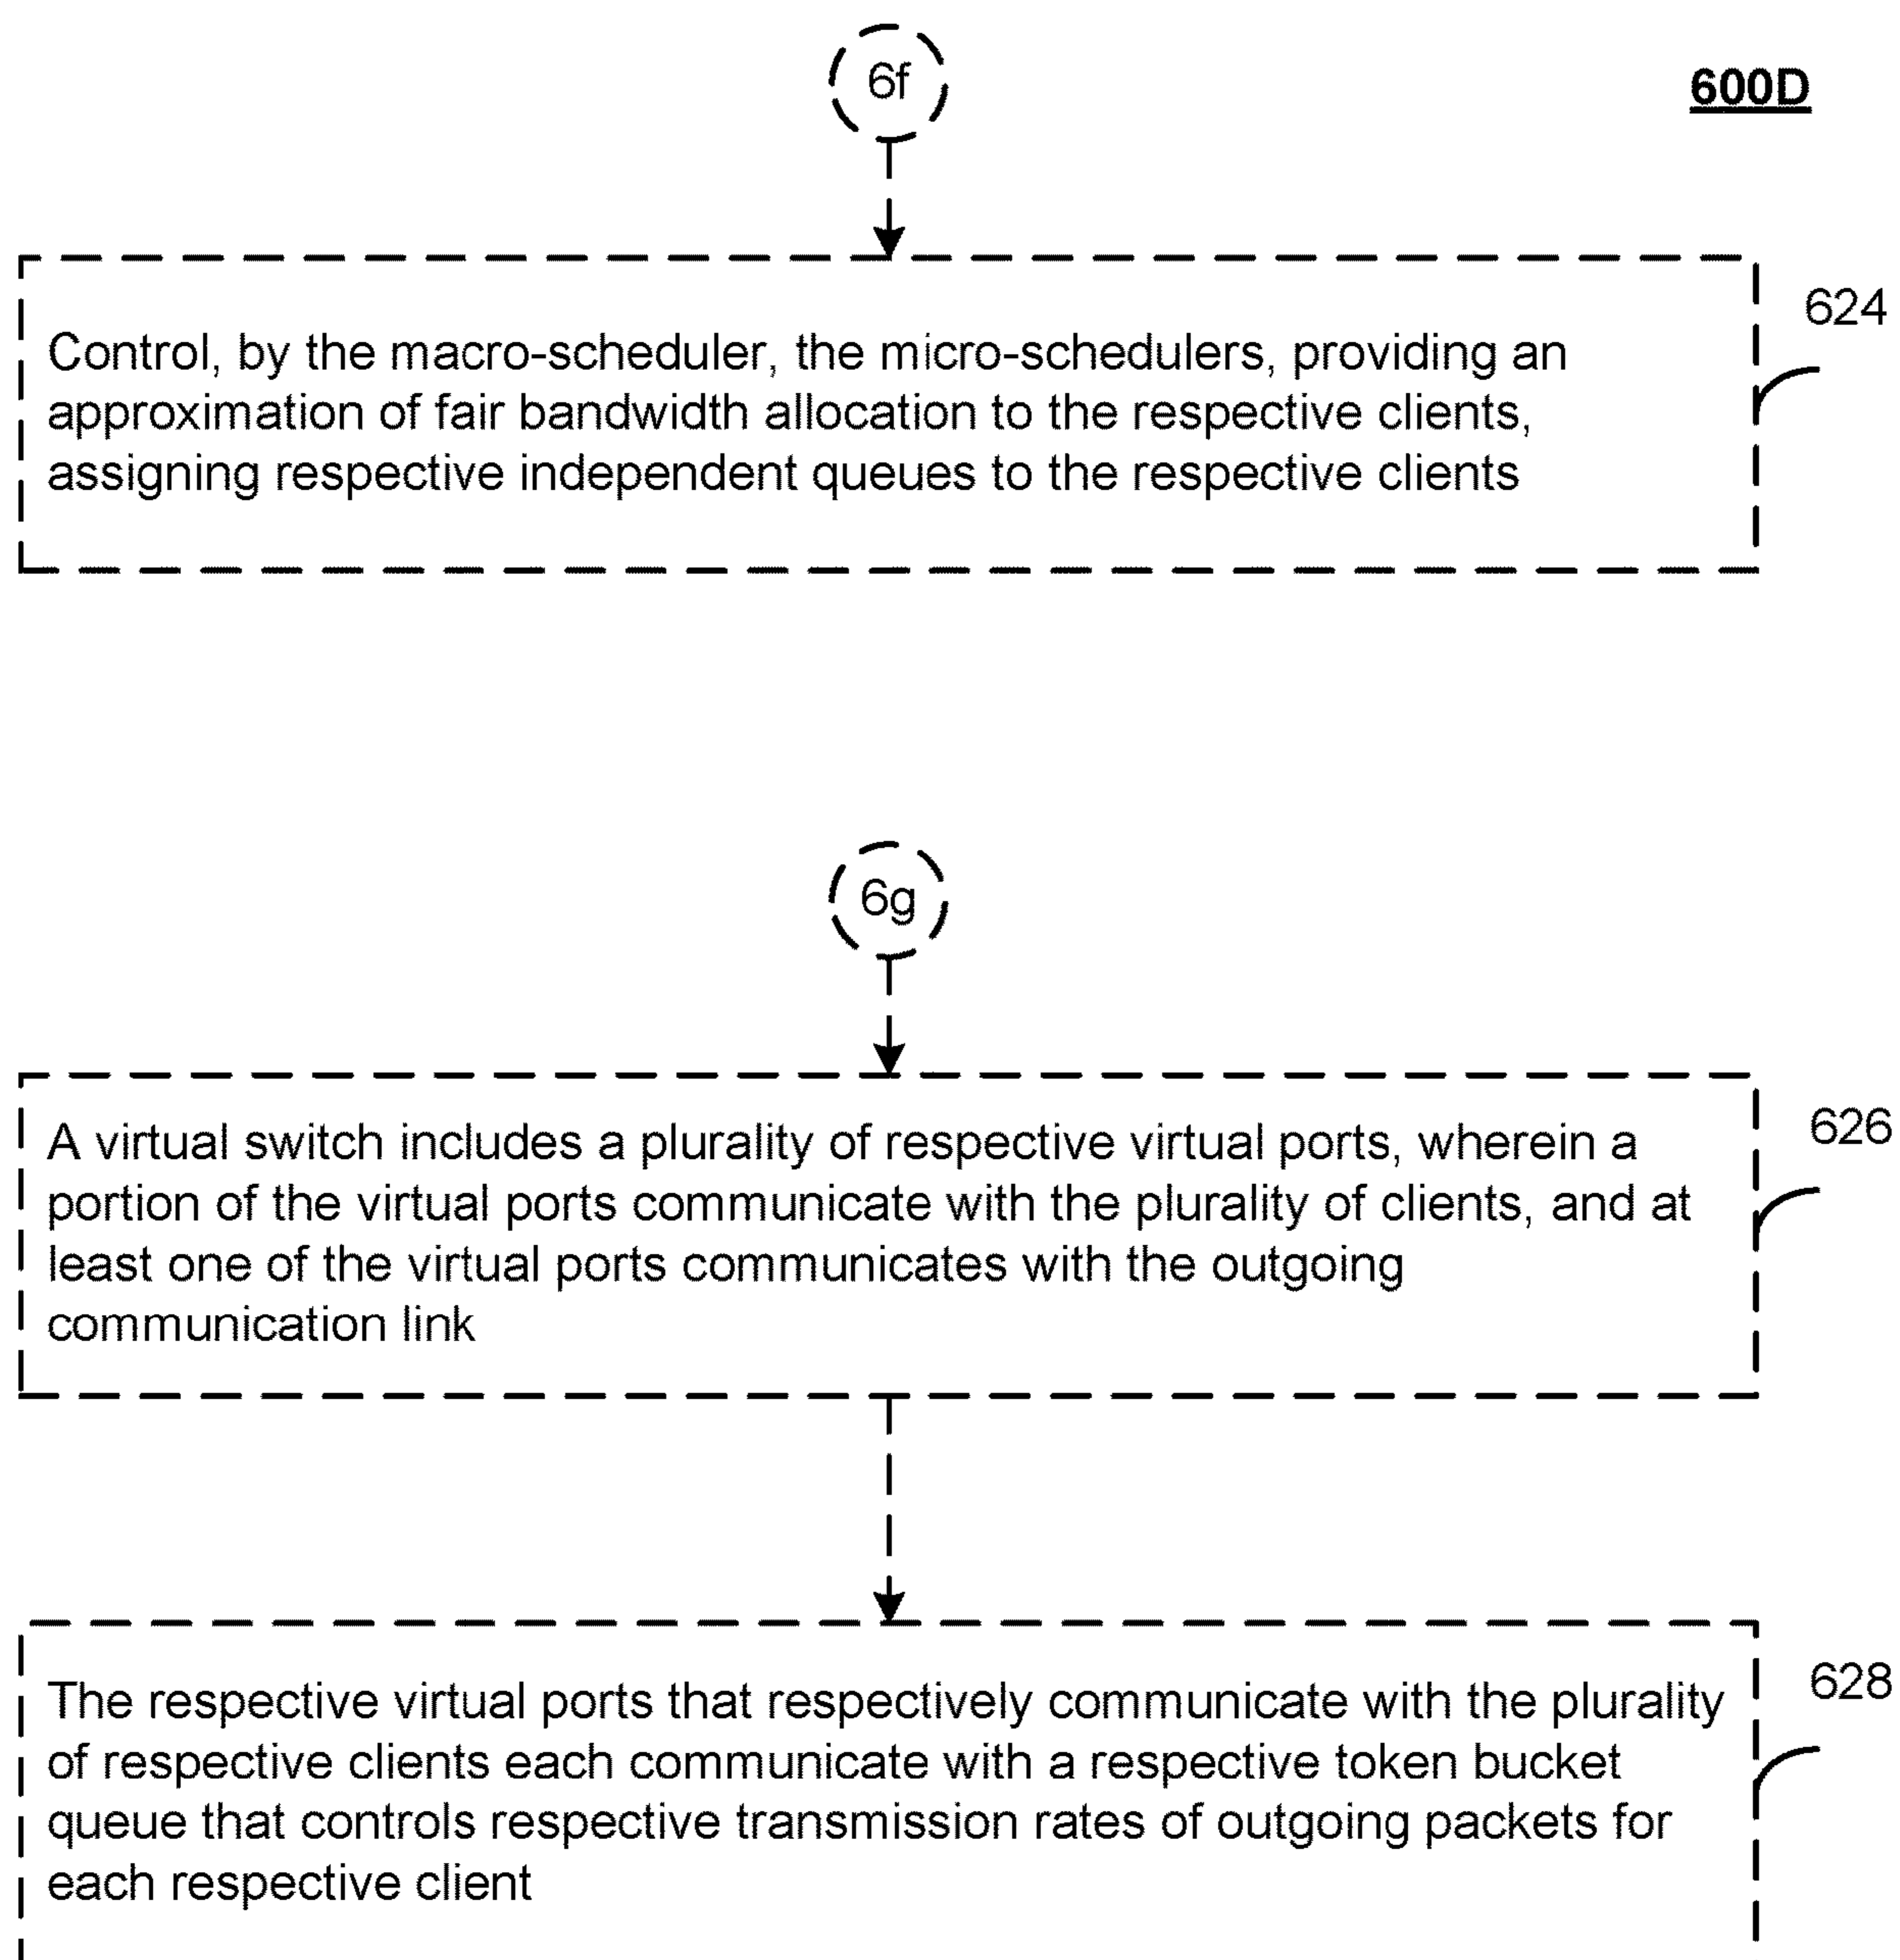 6f
600D
624
Control, by the macro-scheduler, the micro-schedulers, providing an
approximation of fair bandwidth allocation to the respective clients,
assigning respective independent queues to the respective clients
6g
626
A virtual switch includes a plurality of respective virtual ports, wherein a
portion of the virtual ports communicate with the plurality of clients, and at
least one of the virtual ports communicates with the outgoing
communication link
628
The respective virtual ports that respectively communicate with the plurality
of respective clients each communicate with a respective token bucket
queue that controls respective transmission rates of outgoing packets for
each respective client